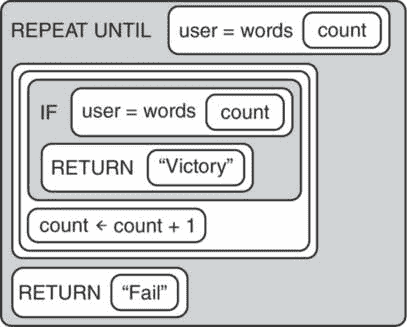 REPEAT UNTIL user = words count
IF user = words count
RETURN “Victory”
count ← count + 1
RETURN “Fail”